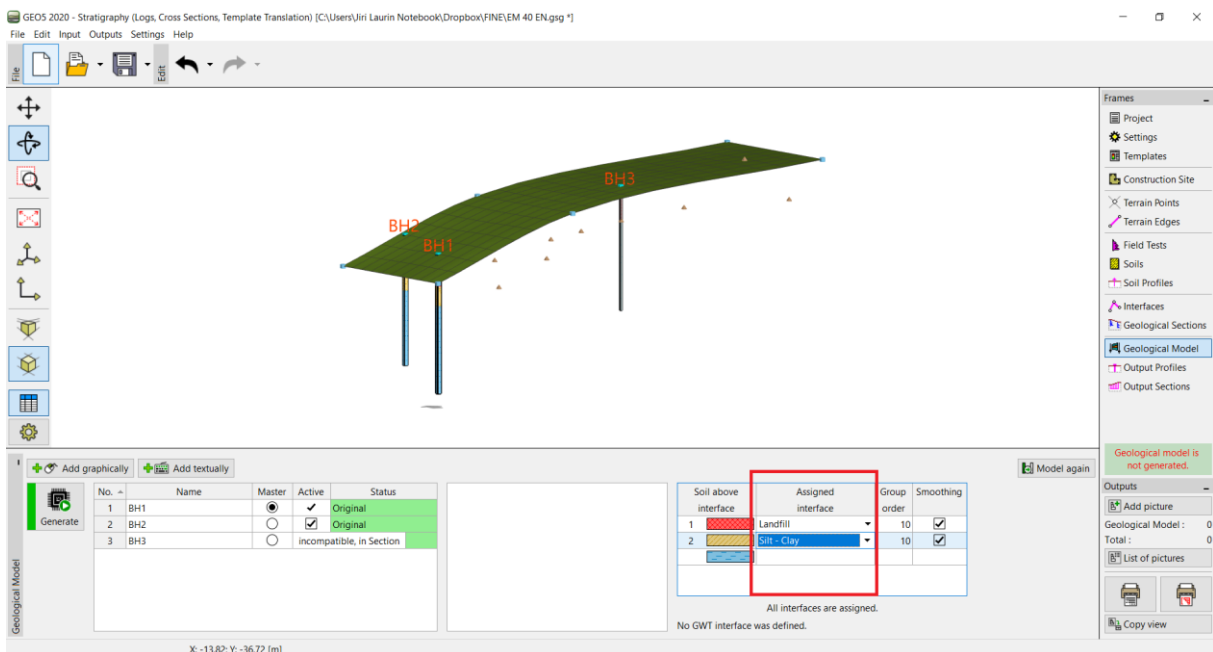 GEO5 2020 - Stratigraphy (Logs, Cross Sections, Template Translation) [C:\Users\Jiri Laurin Notebook\Dropbox\FINE\EM 40 EN.gsg *]
File Edit Input Outputs Settings Help
File
Edit
Frames
Project
Settings
Templates
Construction Site
Terrain Points
Terrain Edges
Field Tests
Soils
Soil Profiles
Interfaces
Geological Sections
Geological Model
Output Profiles
Output Sections
BH3
BH2
BH1
Geological model is
not generated.
Outputs
Add picture
Geological Model : 0
Total : 0
List of pictures
Copy view
Geological Model
Add graphically
Add textually
Model again
Generate
No. Name Master Active Status
1 BH1 Original
2 BH2 Original
3 BH3 incompatible, in Section
Soil above Assigned Group Smoothing
interface interface order
1 Landfill 10
2 Silt - Clay 10
All interfaces are assigned.
No GWT interface was defined.
X: -13,82; Y: -36,72 [m]